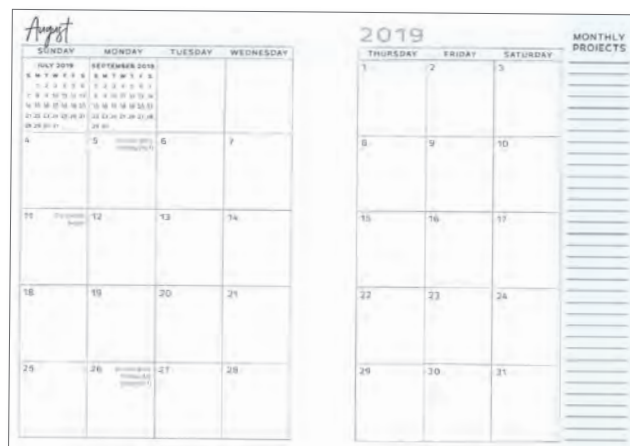 August
2019
MONTHLY
PROJECTS
SUNDAY MONDAY TUESDAY WEDNESDAY
THURSDAY FRIDAY SATURDAY
JULY 2019 SEPTEMBER 2019
S M T W T F S S M T W T F S
1 2 3
4 5 6 7
8 9 10
11 12 13 14
15 16 17
18 19 20 21
22 23 24
25 26 27 28
29 30 31